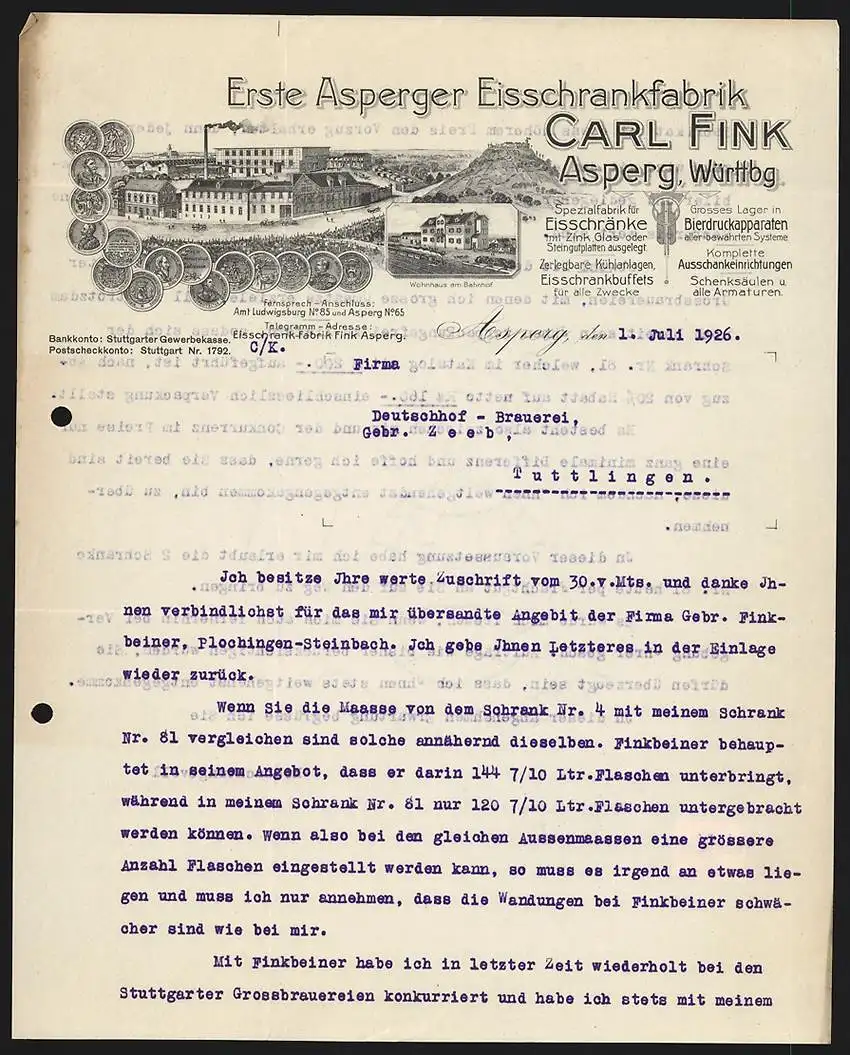 Erste Asperger Eisschrankfabrik
CARL FINK
Asperg, Württbg.
Spezialfabrik für
Eisschränke
mit Zink, Glas- oder
Steingutplatten ausgelegt
Zerlegbare Kühlanlagen,
Eisschrankbuffets
für alle Zwecke
Grosses Lager in
Bierdruckapparaten
aller bewährten Systeme
Komplette
Ausschankeinrichtungen
Schenksäulen u.
alle Armaturen.
Wohnhaus am Bahnhof
Fernsprech-Anschluss:
Amt Ludwigsburg No 85 und Asperg No 65
Telegramm-Adresse:
Eisschrank-fabrik Fink Asperg.
Bankkonto: Stuttgarter Gewerbekasse.
Postscheckkonto: Stuttgart Nr. 1792.
C/K.
Asperg, den 1. Juli 1926.
Firma
Deutschhof - Brauerei,
Gebr. Zeeb,
Tuttlingen.
Jch besitze Jhre werte Zuschrift vom 30.v.Mts. und danke Jh-
nen verbindlichst für das mir übersandte Angebit der Firma Gebr. Fink-
beiner, Plochingen-Steinbach. Jch gebe Jhnen Letzteres in der Einlage
wieder zurück.
Wenn Sie die Maasse von dem Schrank Nr. 4 mit meinem Schrank
Nr. 81 vergleichen sind solche annähernd dieselben. Finkbeiner behaup-
tet in seinem Angebot, dass er darin 144 7/10 Ltr.Flaschen unterbringt,
während in meinem Schrank Nr. 81 nur 120 7/10 Ltr.Flaschen untergebracht
werden können. Wenn also bei den gleichen Aussenmaassen eine grössere
Anzahl Flaschen eingestellt werden kann, so muss es irgend an etwas lie-
gen und muss ich nur annehmen, dass die Wandungen bei Finkbeiner schwä-
cher sind wie bei mir.
Mit Finkbeiner habe ich in letzter Zeit wiederholt bei den
Stuttgarter Grossbrauereien konkurriert und habe ich stets mit meinem